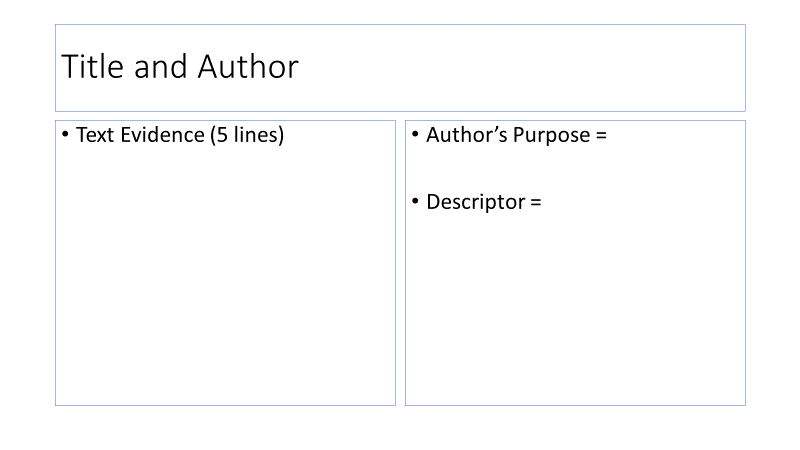 Title and Author
• Text Evidence (5 lines)
• Author’s Purpose =
• Descriptor =